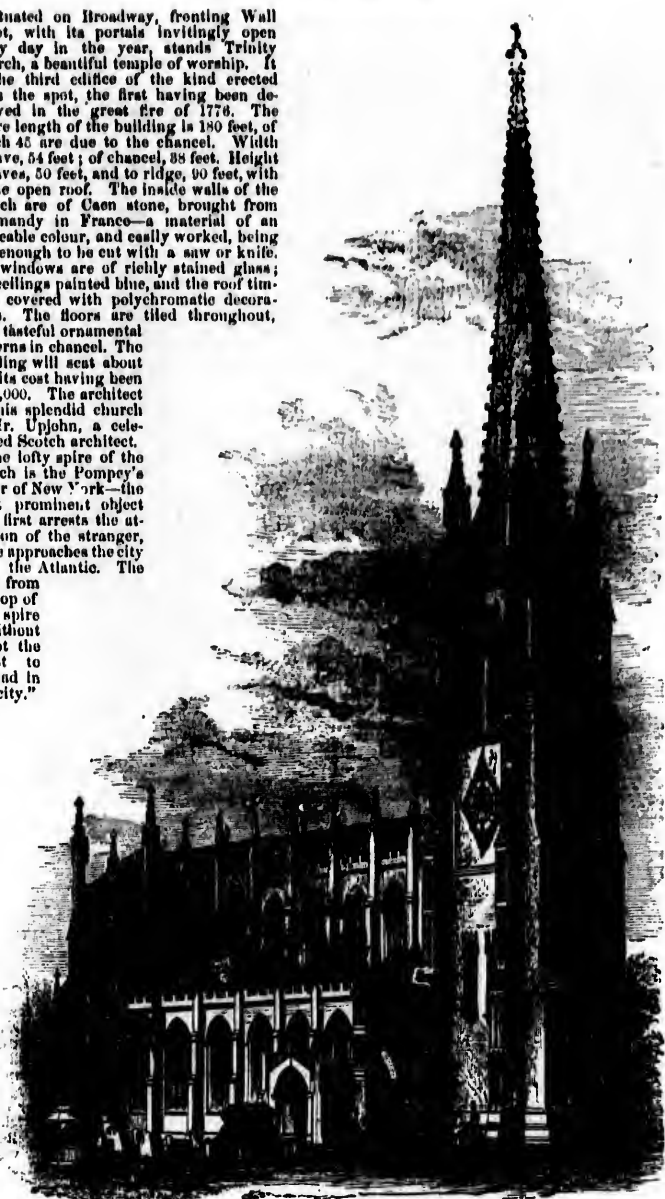 tuated on Broadway, fronting Wall
et, with its portals invitingly open
ry day in the year, stands Trinity
rch, a beautiful temple of worship. It
he third edifice of the kind erected
s the spot, the first having been de-
yed in the great fire of 1776. The
re length of the building is 180 feet, of
ch 45 are due to the chancel. Width
ave, 54 feet; of chancel, 38 feet. Height
aves, 50 feet, and to ridge, 90 feet, with
e open roof. The inside walls of the
ch are of Caen stone, brought from
mandy in France—a material of an
eable colour, and easily worked, being
enough to be cut with a saw or knife.
windows are of richly stained glass;
ceilings painted blue, and the roof tim-
covered with polychromatic decora-
. The floors are tiled throughout,
tasteful ornamental
erns in chancel. The
ding will seat about
its cost having been
,000. The architect
his splendid church
r. Upjohn, a cele-
ed Scotch architect.
e lofty spire of the
ch is the Pompey's
r of New York—the
prominent object
first arrests the at-
on of the stranger,
e approaches the city
the Atlantic. The
from
op of
spire
ithout
t the
t to
nd in
city."